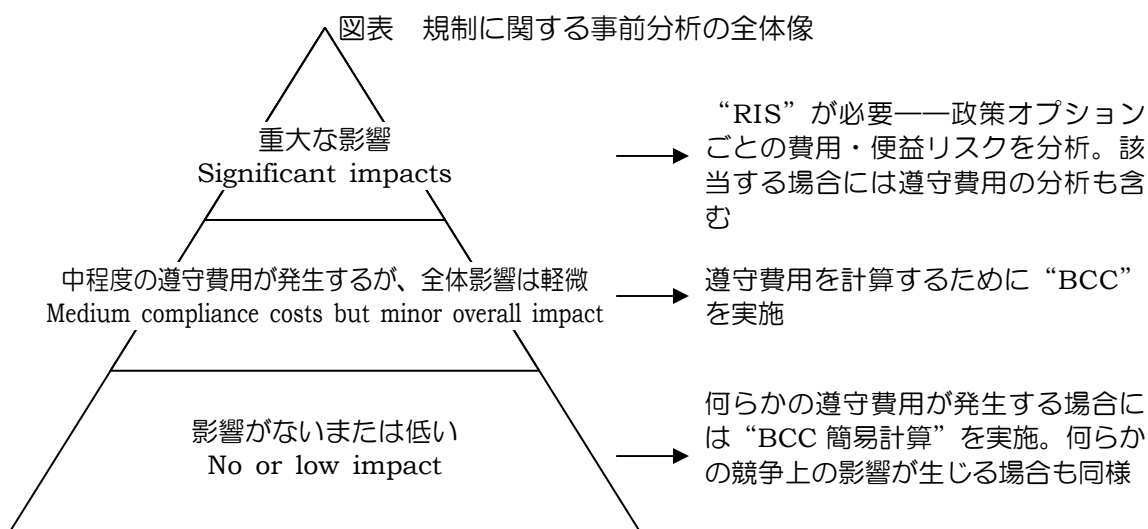 図表　規制に関する事前分析の全体像
重大な影響
Significant impacts
“RIS”が必要――政策オプション
ごとの費用・便益リスクを分析。該
当する場合には遵守費用の分析も含
む
中程度の遵守費用が発生するが、全体影響は軽微
Medium compliance costs but minor overall impact
遵守費用を計算するために“BCC”
を実施
影響がないまたは低い
No or low impact
何らかの遵守費用が発生する場合に
は“BCC 簡易計算”を実施。何らか
の競争上の影響が生じる場合も同様